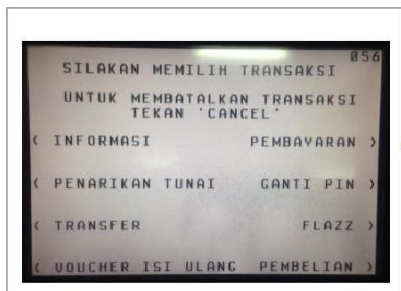 056
SILAKAN MEMILIH TRANSAKSI
UNTUK MEMBATALKAN TRANSAKSI
TEKAN 'CANCEL'
< INFORMASI PEMBAYARAN >
< PENARIKAN TUNAI GANTI PIN >
< TRANSFER FLAZZ >
< VOUCHER ISI ULANG PEMBELIAN >